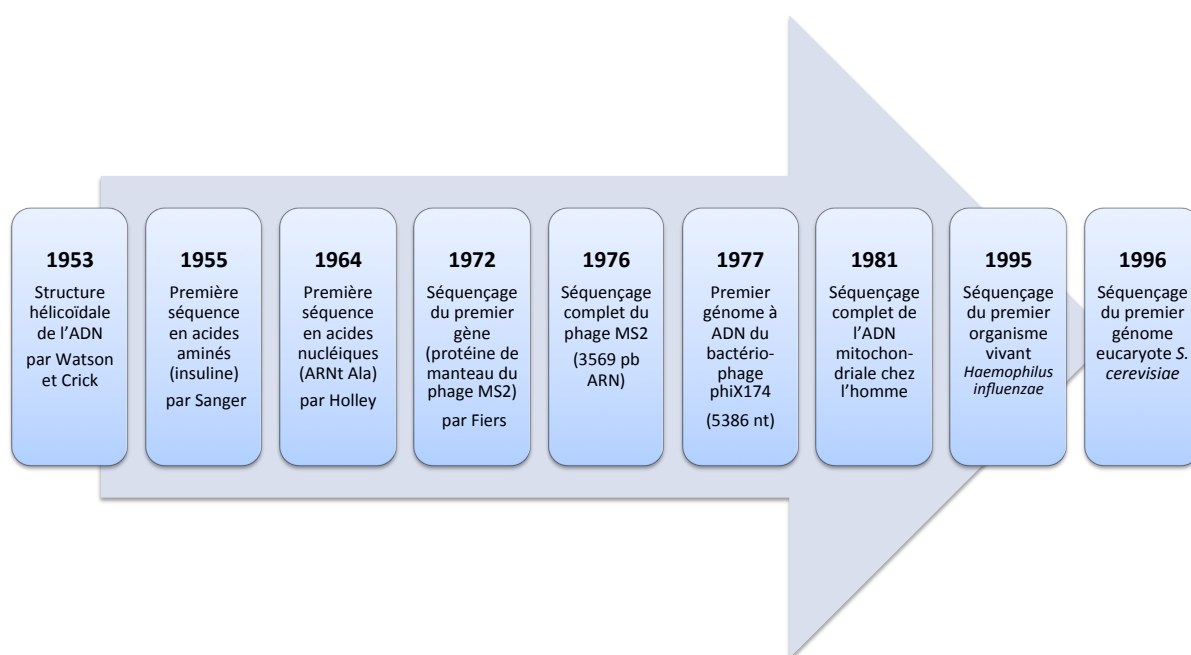 1953
Structure
hélicoïdale
de l'ADN
par Watson
et Crick
1955
Première
séquence
en acides
aminés
(insuline)
par Sanger
1964
Première
séquence
en acides
nucléiques
(ARNt Ala)
par Holley
1972
Séquençage
du premier
gène
(protéine de
manteau du
phage MS2)
par Fiers
1976
Séquençage
complet du
phage MS2
(3569 pb
ARN)
1977
Premier
génome à
ADN du
bactério-
phage
phiX174
(5386 nt)
1981
Séquençage
complet de
l'ADN
mitochon-
driale chez
l'homme
1995
Séquençage
du premier
organisme
vivant
Haemophilus
influenzae
1996
Séquençage
du premier
génome
eucaryote S.
cerevisiae